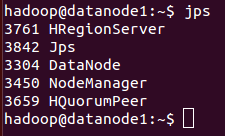 hadoop@datanode1:~$ jps
3761 HRegionServer
3842 Jps
3304 DataNode
3450 NodeManager
3659 HQuorumPeer
hadoop@datanode1:~$